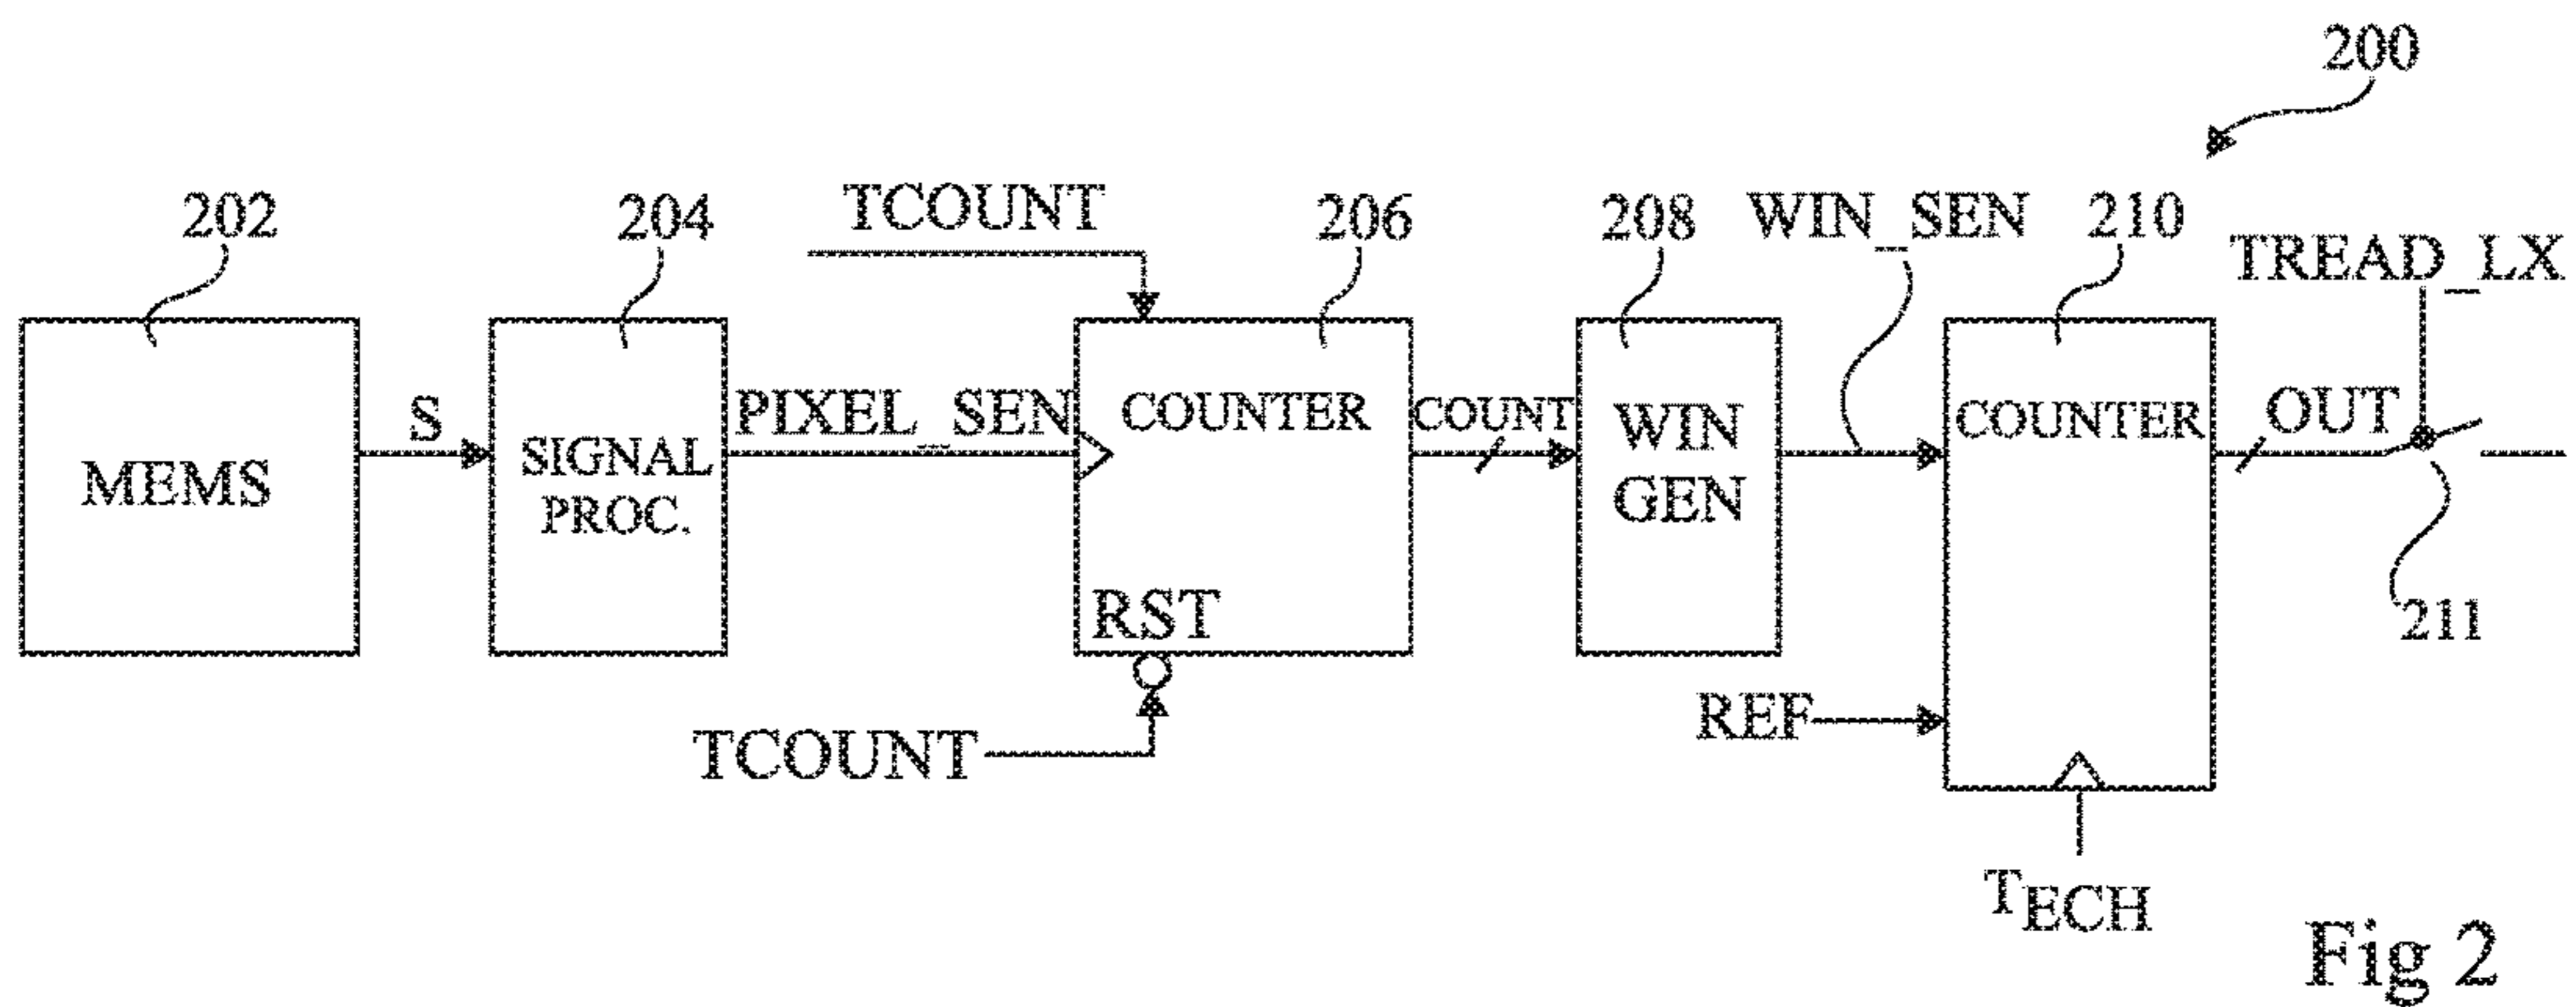 200
202
204
TCOUNT
206
208
WIN_SEN
210
TREAD_LX
MEMS
S
SIGNAL
PROC.
PIXEL_SEN
COUNTER
RST
COUNT
WIN
GEN
COUNTER
OUT
211
TCOUNT
REF
TECH
Fig 2